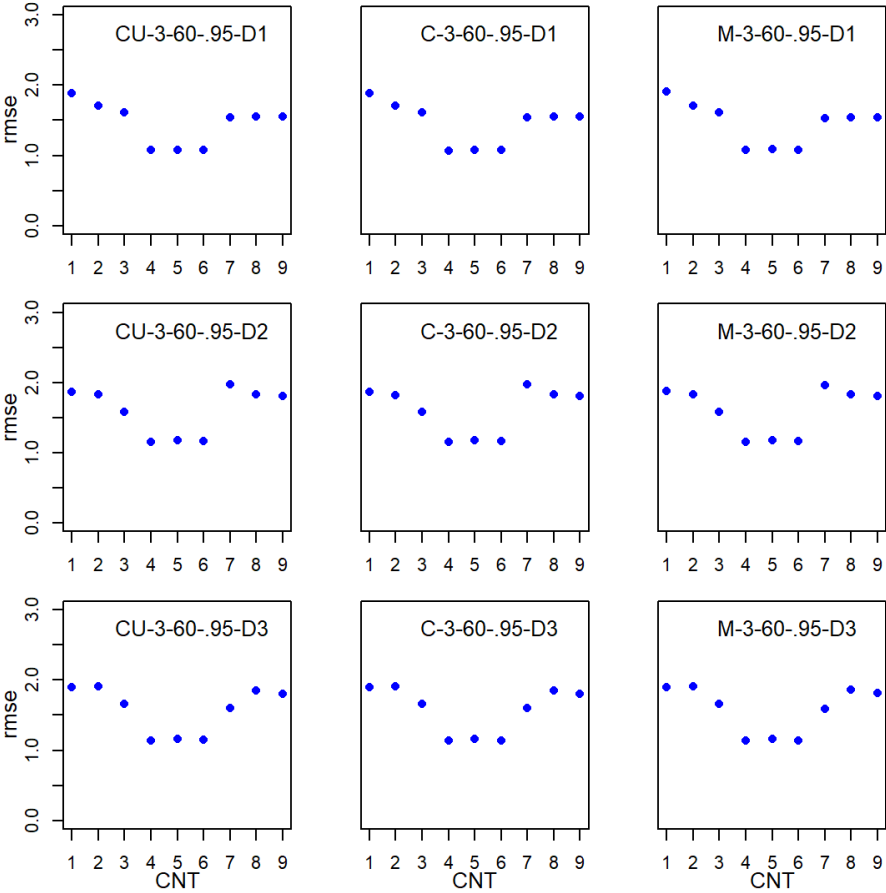 CU-3-60-.95-D1
C-3-60-.95-D1
M-3-60-.95-D1
rmse
3.0
2.0
1.0
0.0
1 2 3 4 5 6 7 8 9
1 2 3 4 5 6 7 8 9
1 2 3 4 5 6 7 8 9
CU-3-60-.95-D2
C-3-60-.95-D2
M-3-60-.95-D2
rmse
3.0
2.0
1.0
0.0
1 2 3 4 5 6 7 8 9
1 2 3 4 5 6 7 8 9
1 2 3 4 5 6 7 8 9
CU-3-60-.95-D3
C-3-60-.95-D3
M-3-60-.95-D3
rmse
3.0
2.0
1.0
0.0
1 2 3 4 5 6 7 8 9
1 2 3 4 5 6 7 8 9
1 2 3 4 5 6 7 8 9
CNT
CNT
CNT